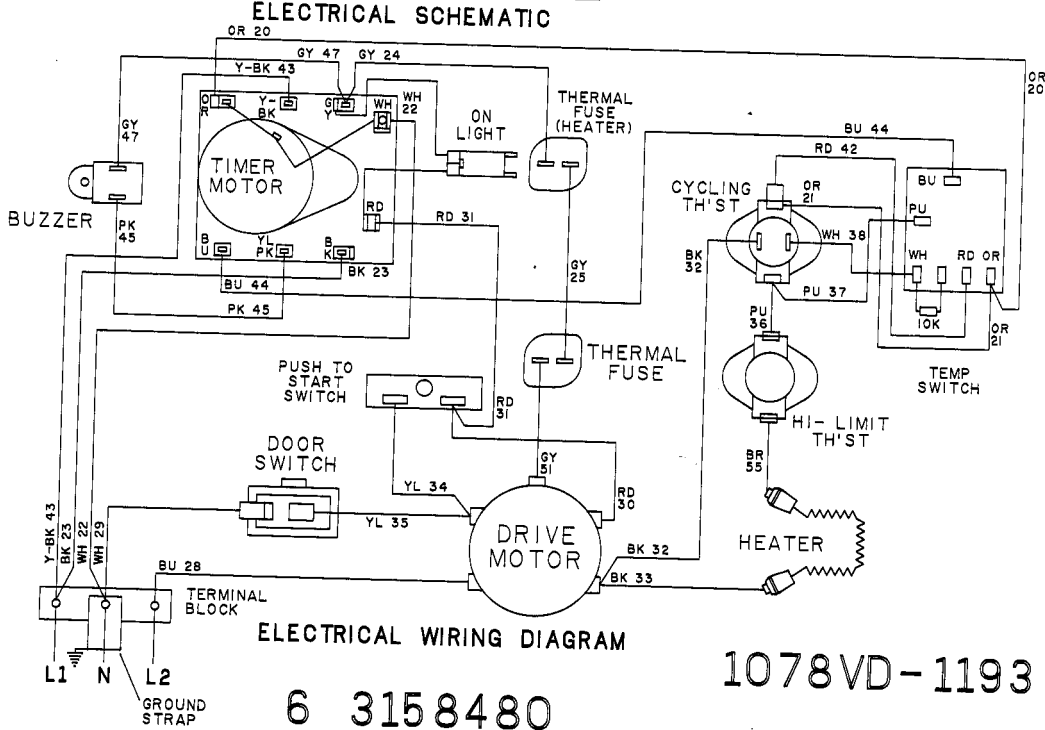 ELECTRICAL SCHEMATIC
OR 20
GY 47
GY 24
Y-BK 43
OR
20
O
R
Y-
BK
G
Y
WH
WH
22
THERMAL
FUSE
(HEATER)
ON
LIGHT
GY
47
BU 44
RD 42
TIMER
MOTOR
CYCLING
TH'ST
OR
21
BU
PU
RD
RD 31
BUZZER
PK
45
B
U
YL
PK
B
K
BK 23
BU 44
PK 45
GY
25
BK
32
WH 38
WH
RD
OR
PU 37
10K
PU
36
OR
21
THERMAL
FUSE
PUSH TO
START
SWITCH
RD
31
TEMP
SWITCH
HI-LIMIT
TH'ST
DOOR
SWITCH
GY
51
BR
55
YL 34
YL 35
RD
30
Y-BK 43
BK 23
WH 22
WH 29
DRIVE
MOTOR
BK 32
HEATER
BU 28
BK 33
TERMINAL
BLOCK
ELECTRICAL WIRING DIAGRAM
L1
N
L2
GROUND
STRAP
6 3158480
1078VD-1193